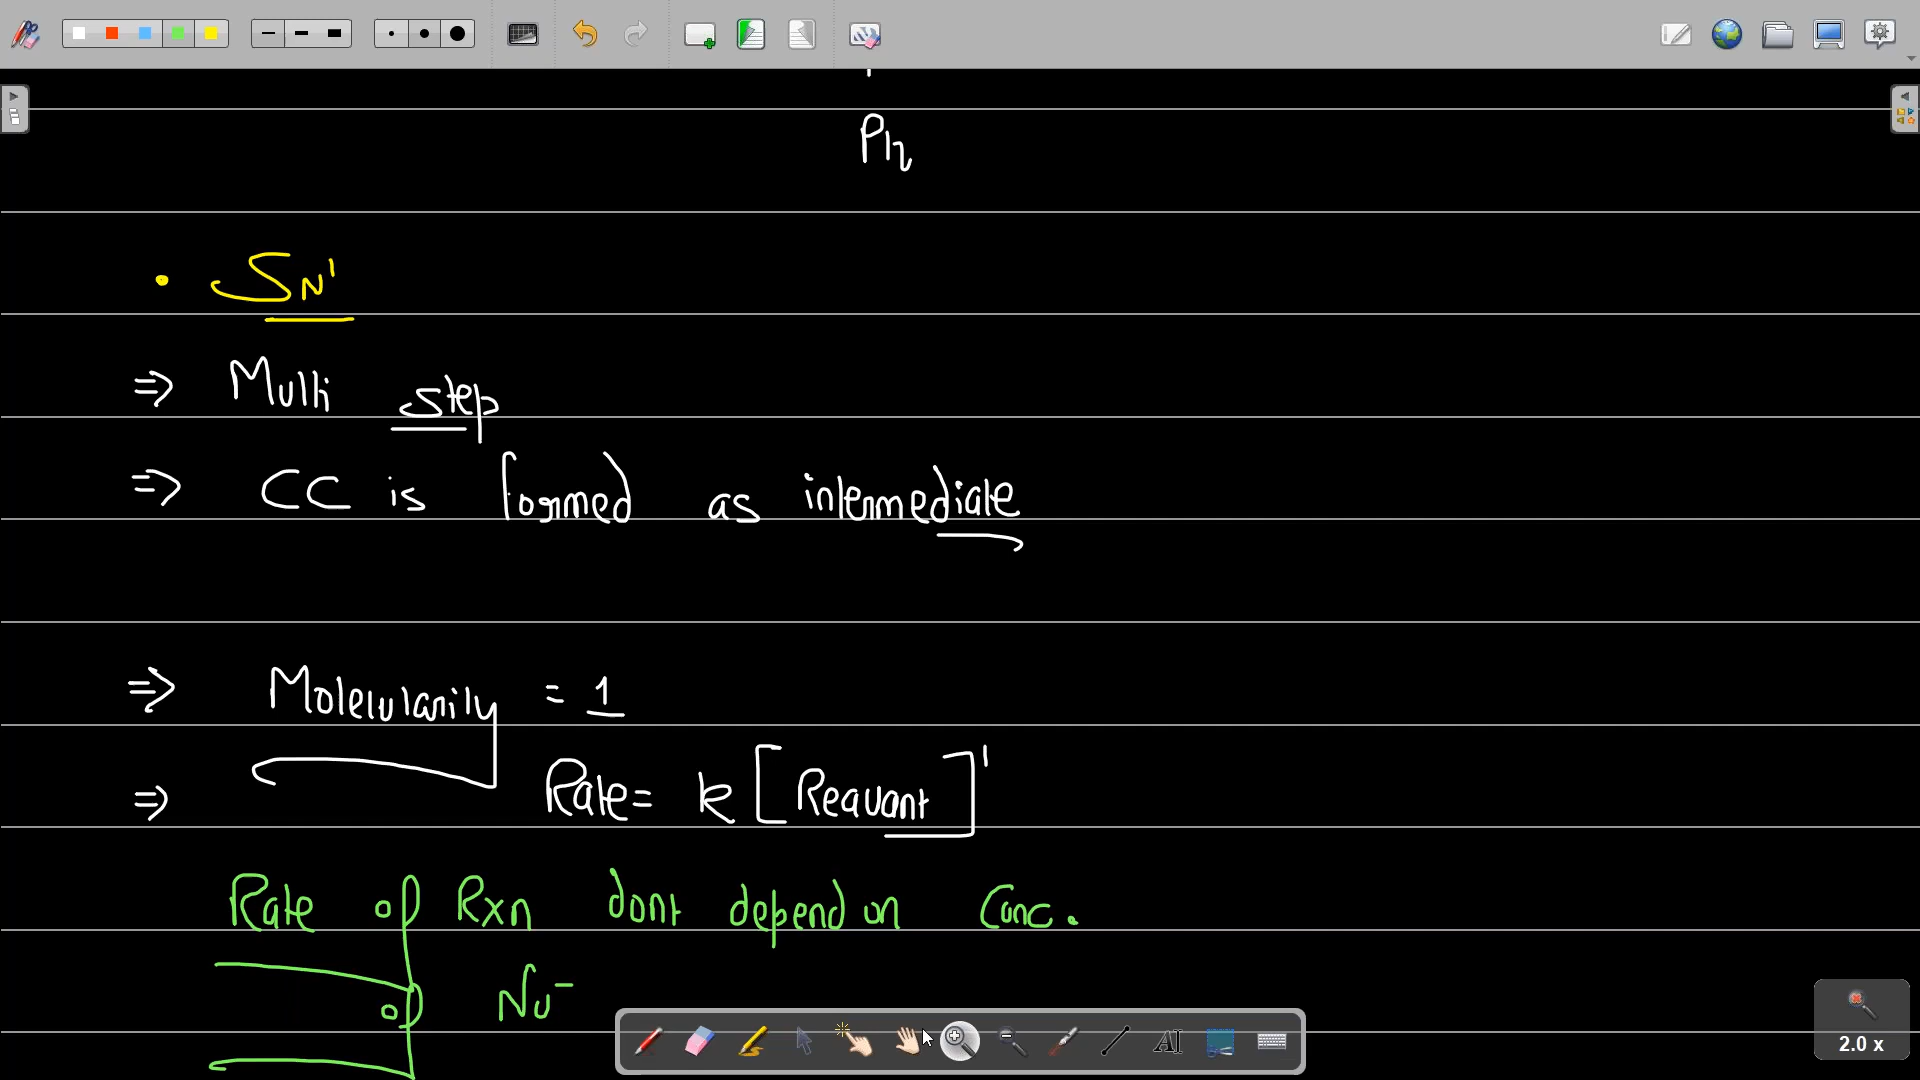 Ph
• SN¹
=> Multi step
=> CC is formed as intermediate
=> Molecularity = 1
=> Rate = k [Reactant]¹
Rate of Rxn dont depend on Conc.
of Nu⁻
AI
2.0 x